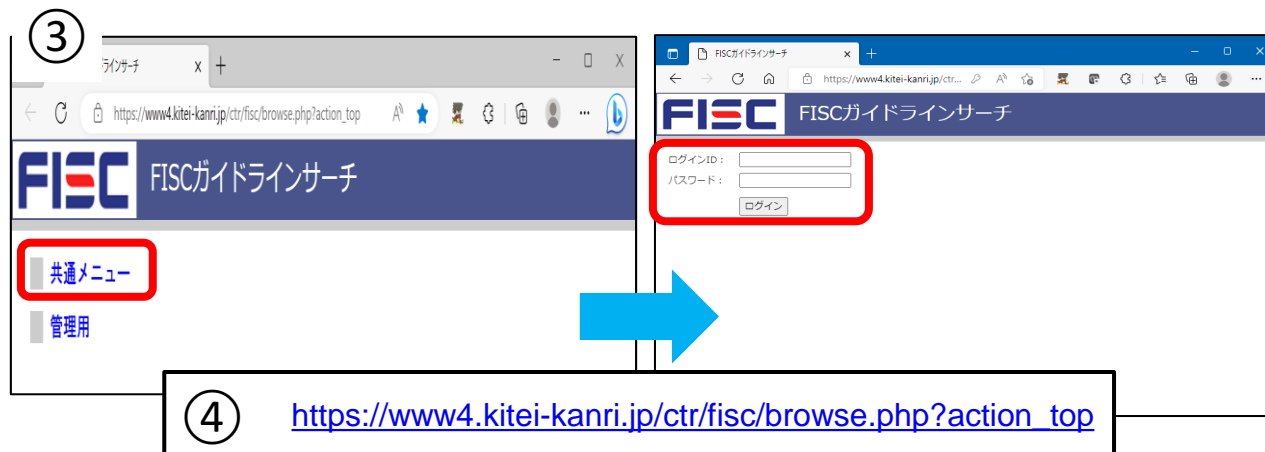 ③
ラインサーチ x +
https://www4.kitei-kanri.jp/ctr/fisc/browse.php?action_top
FISC FISCガイドラインサーチ
共通メニュー
管理用
FISCガイドラインサーチ x +
https://www4.kitei-kanri.jp/ctr...
FISC FISCガイドラインサーチ
ログインID：
パスワード：
ログイン
④ https://www4.kitei-kanri.jp/ctr/fisc/browse.php?action_top